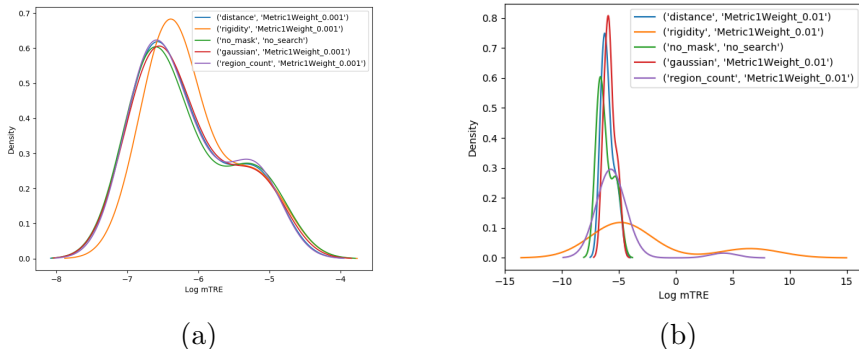 ('distance', 'Metric1Weight_0.001')
('rigidity', 'Metric1Weight_0.001')
('no_mask', 'no_search')
('gaussian', 'Metric1Weight_0.001')
('region_count', 'Metric1Weight_0.001')
0.7
0.6
0.5
0.4
0.3
0.2
0.1
0.0
Density
-8
-7
-6
-5
-4
Log mTRE
(a)
('distance', 'Metric1Weight_0.01')
('rigidity', 'Metric1Weight_0.01')
('no_mask', 'no_search')
('gaussian', 'Metric1Weight_0.01')
('region_count', 'Metric1Weight_0.01')
0.8
0.7
0.6
0.5
0.4
0.3
0.2
0.1
0.0
Density
-15
-10
-5
0
5
10
15
Log mTRE
(b)